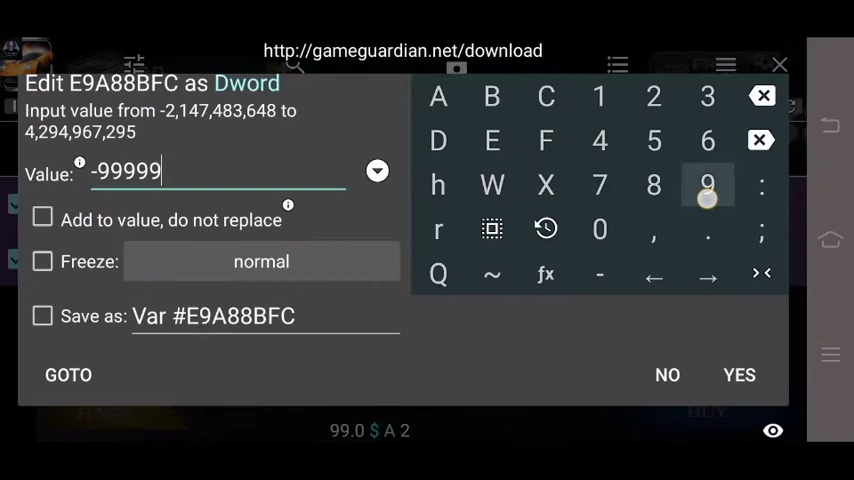 http://gameguardian.net/download
Edit E9A88BFC as Dword
Input value from -2,147,483,648 to
4,294,967,295
Value: -99999
Add to value, do not replace
Freeze: normal
Save as: Var #E9A88BFC
GOTO NO YES
A B C 1 2 3
D E F 4 5 6
h W X 7 8 9 :
r 0 , . ;
Q ~ ƒx - ← → ><
99.0 $ A 2